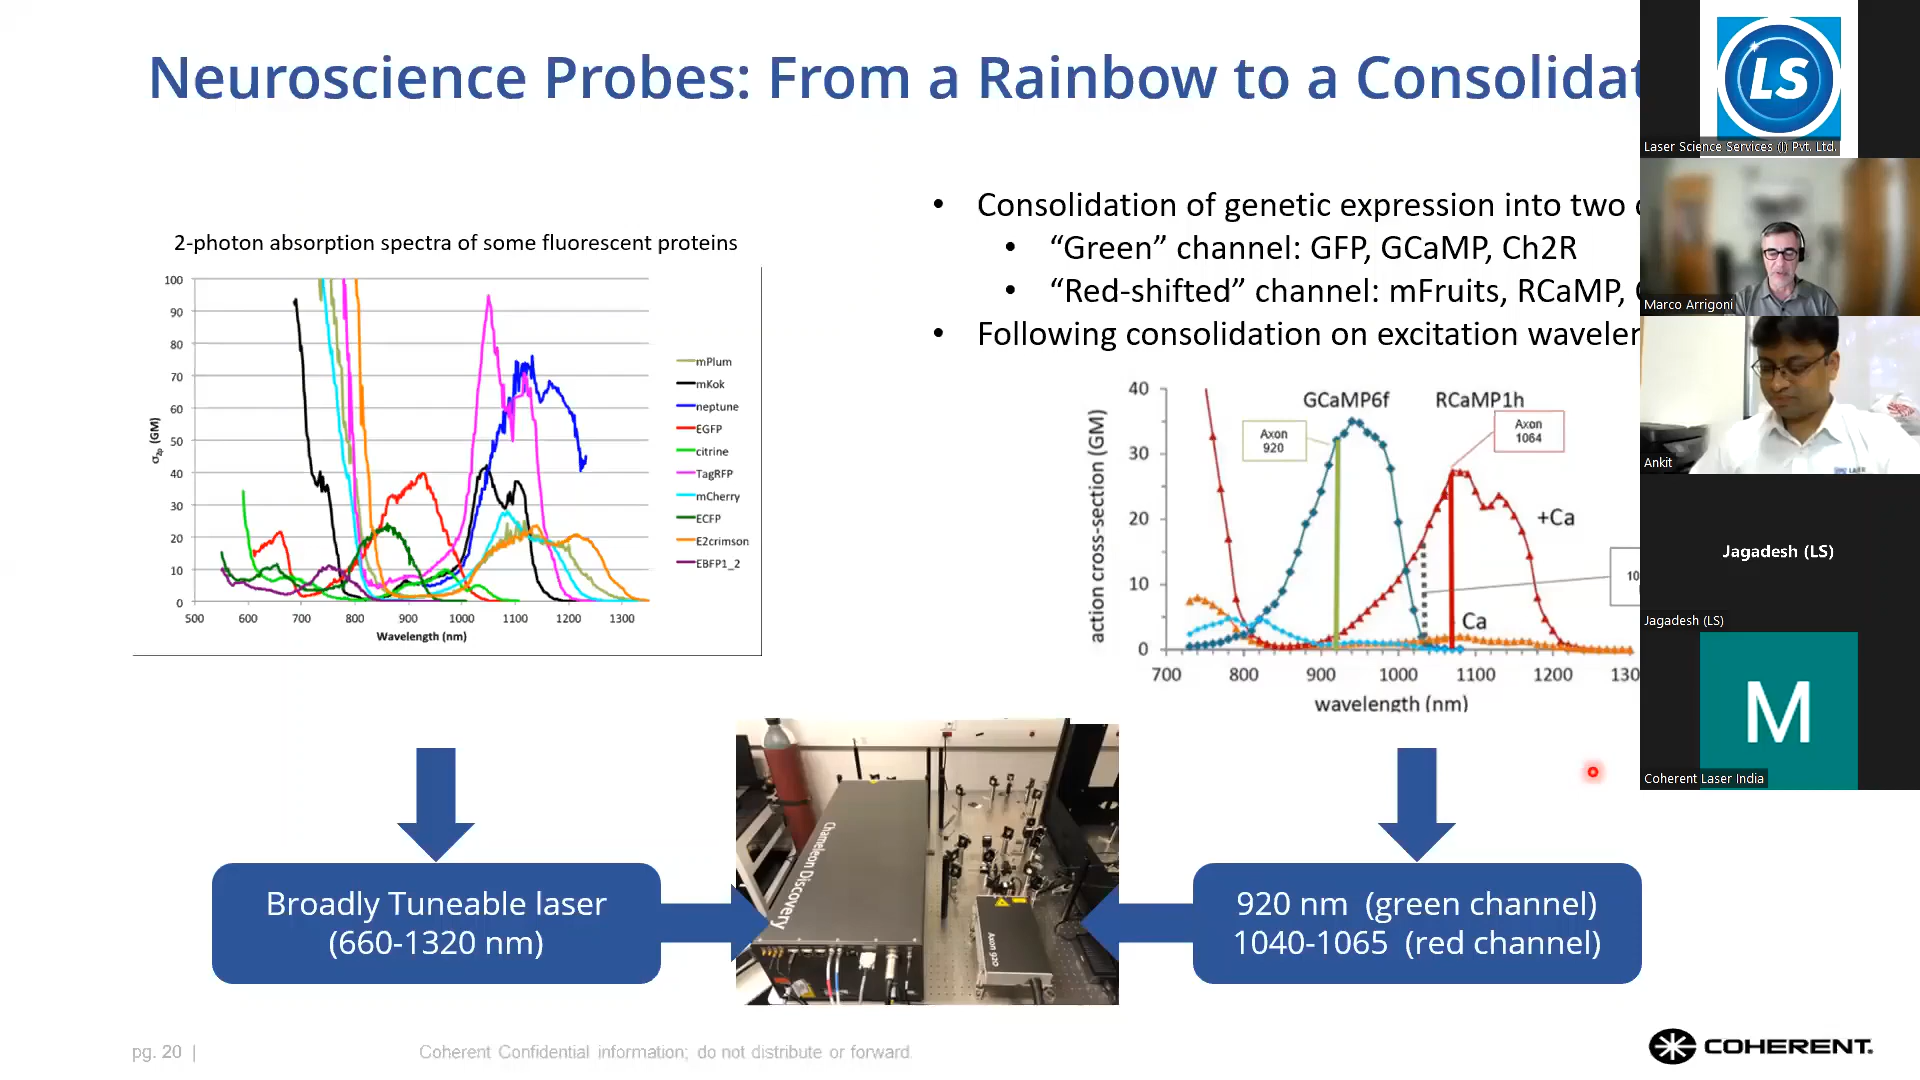 Neuroscience Probes: From a Rainbow to a Consolidat
2-photon absorption spectra of some fluorescent proteins
100
90
80
70
60
50
40
30
20
10
0
σ2p (GM)
500 600 700 800 900 1000 1100 1200 1300
Wavelength (nm)
mPlum
mKok
neptune
EGFP
citrine
TagRFP
mCherry
ECFP
E2crimson
EBFP1_2
• Consolidation of genetic expression into two
• “Green” channel: GFP, GCaMP, Ch2R
• “Red-shifted” channel: mFruits, RCaMP,
• Following consolidation on excitation wavelen
GCaMP6f RCaMP1h
Axon
920
Axon
1064
+Ca
Ca
10
40
30
20
10
0
action cross-section (GM)
700 800 900 1000 1100 1200 130
wavelength (nm)
Broadly Tuneable laser
(660-1320 nm)
Chameleon Discovery
Axon 920
920 nm (green channel)
1040-1065 (red channel)
pg. 20 |
Coherent Confidential information; do not distribute or forward.
COHERENT.
LS
Laser Science Services (I) Pvt. Ltd.
Marco Arrigoni
Ankit
Jagadesh (LS)
Jagadesh (LS)
M
Coherent Laser India